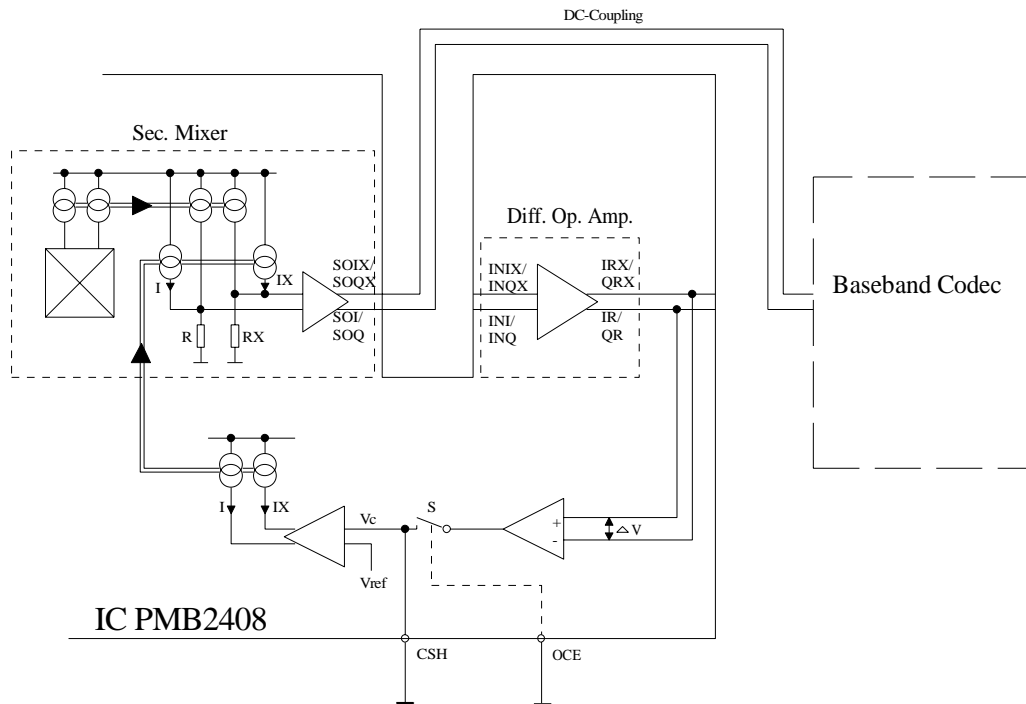 DC-Coupling
Sec. Mixer
Diff. Op. Amp.
SOIX/
SOQX
INIX/
INQX
IRX/
QRX
I
IX
Baseband Codec
SOI/
SOQ
INI/
INQ
IR/
QR
R
RX
I
IX
Vc
S
+
-
△ V
Vref
IC PMB2408
CSH
OCE